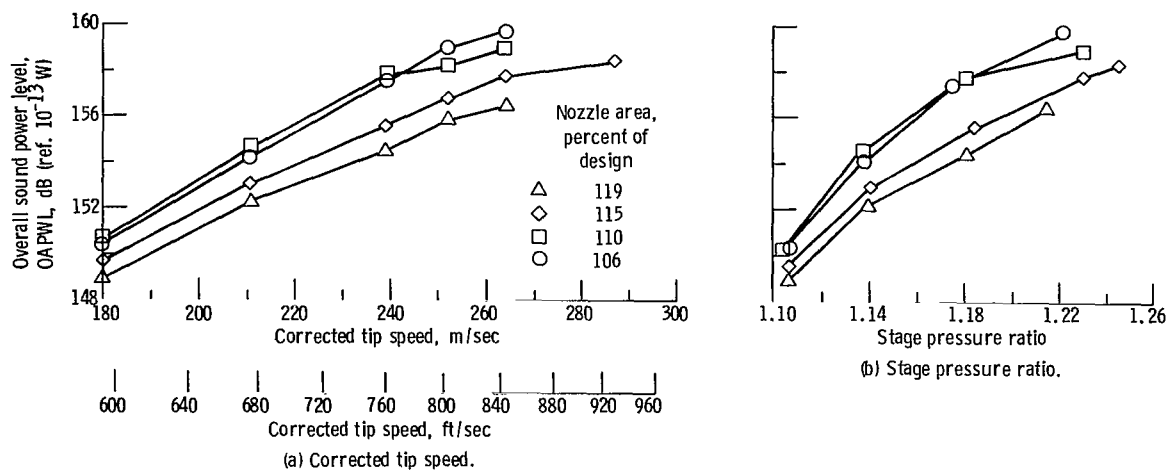 Overall sound power level,
OAPWL, dB (ref. 10-13 W)
160
156
152
148
180 200 220 240 260 280 300
Corrected tip speed, m/sec
600 640 680 720 760 800 840 880 920 960
Corrected tip speed, ft/sec
(a) Corrected tip speed.
Nozzle area,
percent of
design
119
115
110
106
1.10 1.14 1.18 1.22 1.26
Stage pressure ratio
(b) Stage pressure ratio.